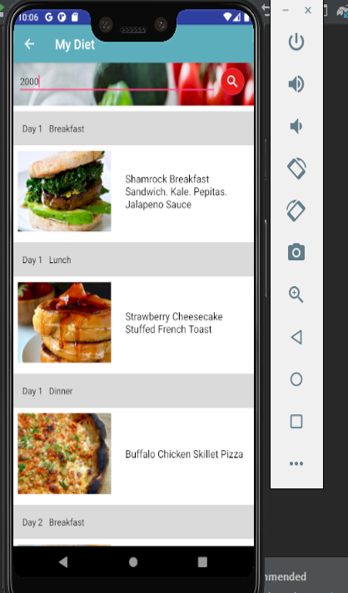 10:06
My Diet
2000
Day 1 Breakfast
Shamrock Breakfast
Sandwich. Kale. Pepitas.
Jalapeno Sauce
Day 1 Lunch
Strawberry Cheesecake
Stuffed French Toast
Day 1 Dinner
Buffalo Chicken Skillet Pizza
Day 2 Breakfast